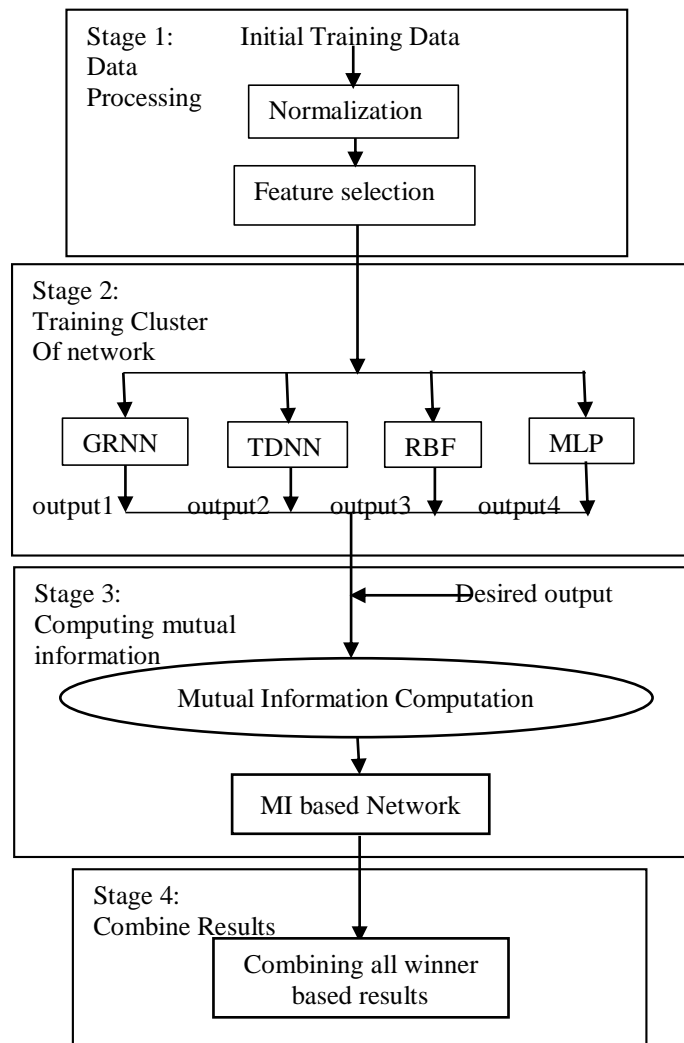 Stage 1:
Initial Training Data
Data
Processing
Normalization
Feature selection
Stage 2:
Training Cluster
Of network
GRNN
TDNN
RBF
MLP
output1
output2
output3
output4
Stage 3:
Desired output
Computing mutual
information
Mutual Information Computation
MI based Network
Stage 4:
Combine Results
Combining all winner
based results